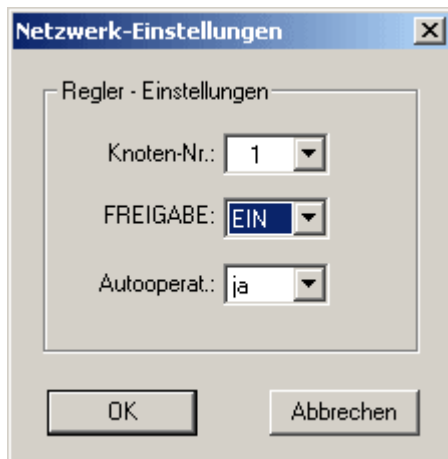 Netzwerk-Einstellungen
Regler - Einstellungen
Knoten-Nr.: 1
FREIGABE: EIN
Autooperat.: ja
OK Abbrechen